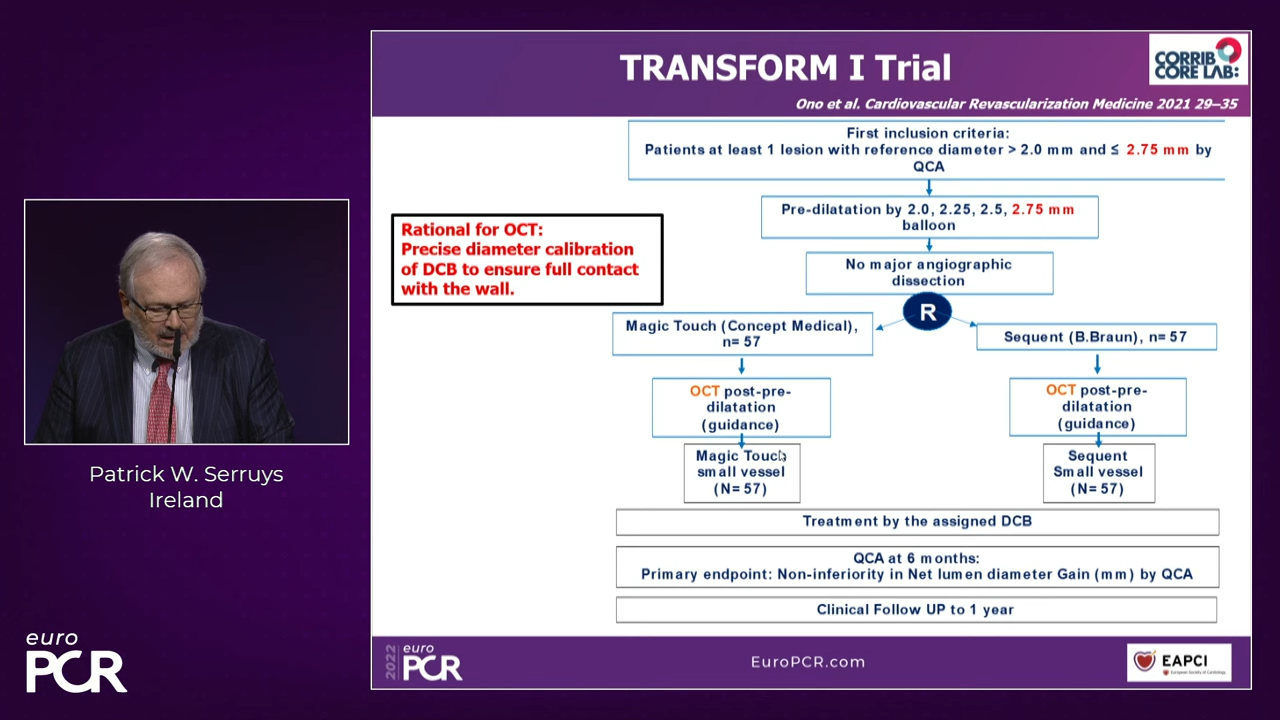 TRANSFORM I Trial
CORRIB
CORE LAB:
Ono et al. Cardiovascular Revascularization Medicine 2021 29–35
First inclusion criteria:
Patients at least 1 lesion with reference diameter > 2.0 mm and ≤ 2.75 mm by
QCA
Pre-dilatation by 2.0, 2.25, 2.5, 2.75 mm
balloon
Rational for OCT:
Precise diameter calibration
of DCB to ensure full contact
with the wall.
No major angiographic
dissection
R
Magic Touch (Concept Medical),
n= 57
Sequent (B.Braun), n= 57
OCT post-pre-
dilatation
(guidance)
OCT post-pre-
dilatation
(guidance)
Magic Touch
small vessel
(N= 57)
Sequent
Small vessel
(N= 57)
Treatment by the assigned DCB
QCA at 6 months:
Primary endpoint: Non-inferiority in Net lumen diameter Gain (mm) by QCA
Clinical Follow UP to 1 year
Patrick W. Serruys
Ireland
euro
PCR
2022
euro
PCR
EuroPCR.com
EAPCI
European Society of Cardiology